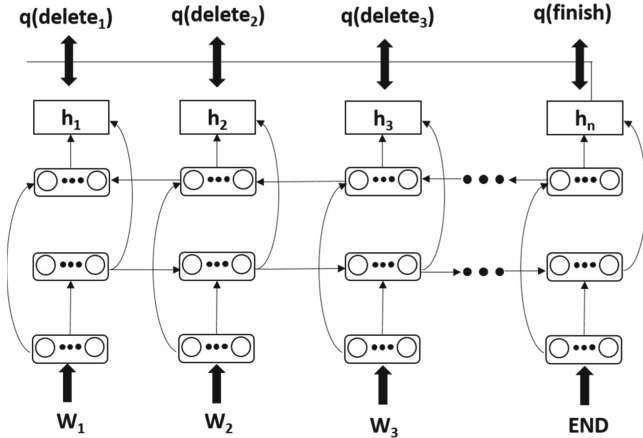 q(delete₁) q(delete₂) q(delete₃) q(finish)
h₁ h₂ h₃ hₙ
W₁ W₂ W₃ END